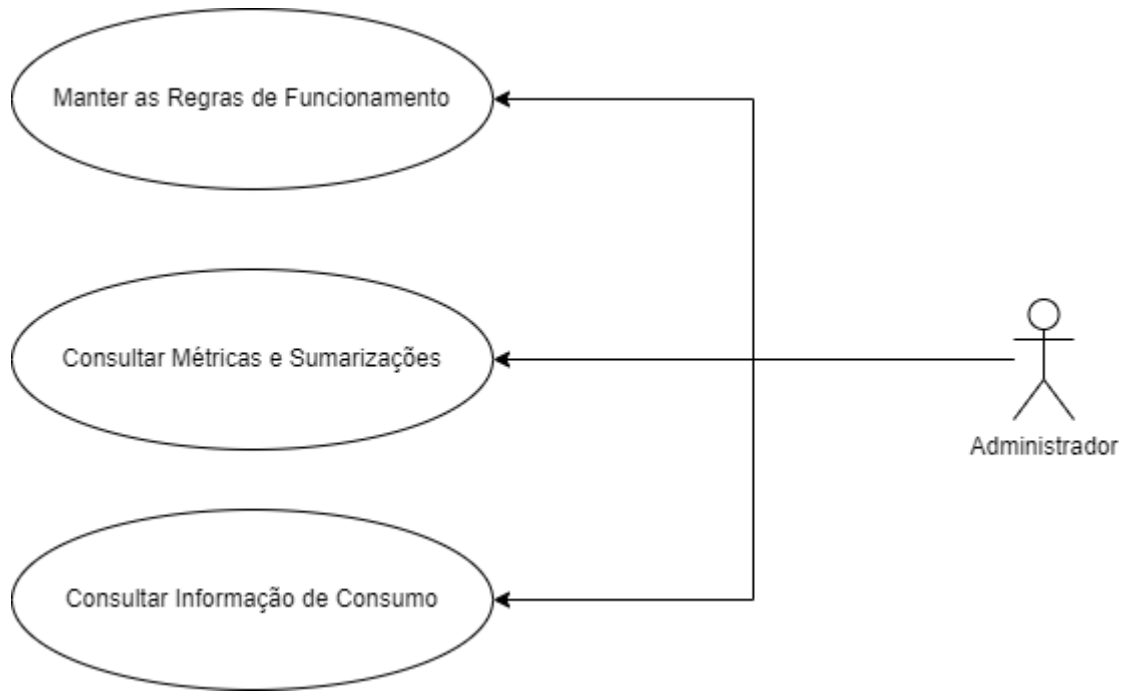 Manter as Regras de Funcionamento
Consultar Métricas e Sumarizações
Administrador
Consultar Informação de Consumo